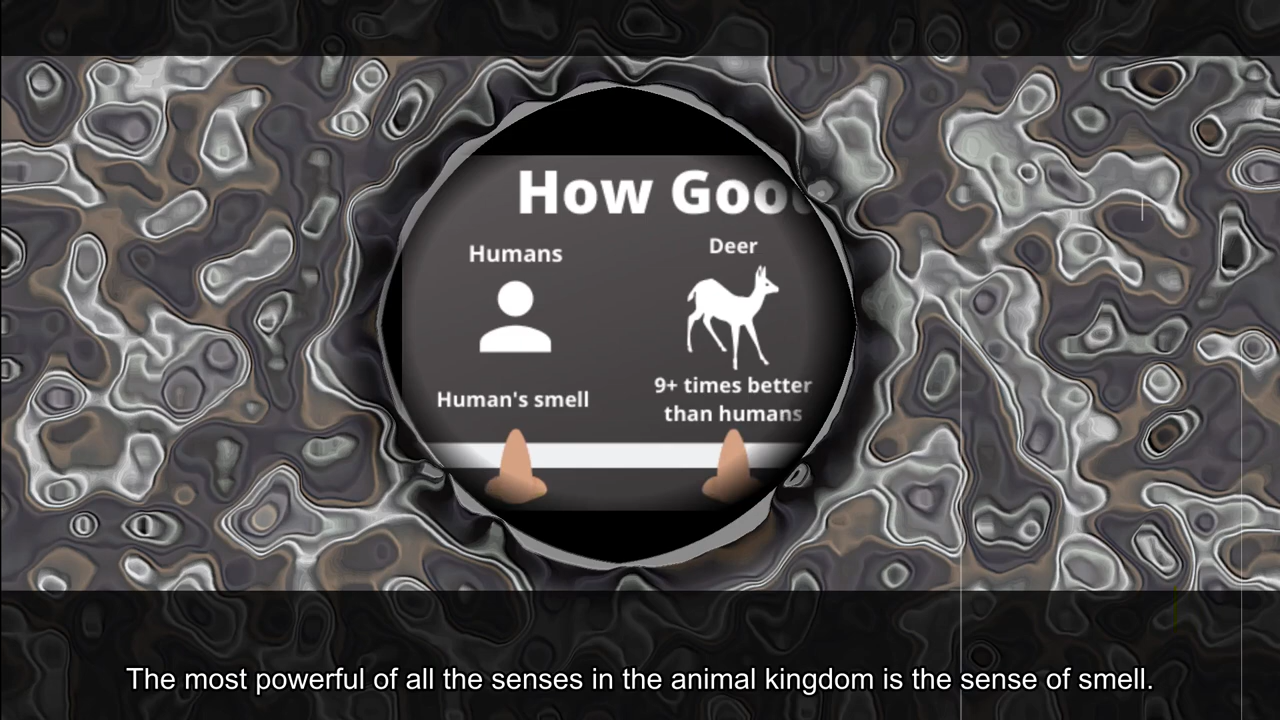 How Goo
Humans
Deer
Human's smell
9+ times better
than humans
The most powerful of all the senses in the animal kingdom is the sense of smell.